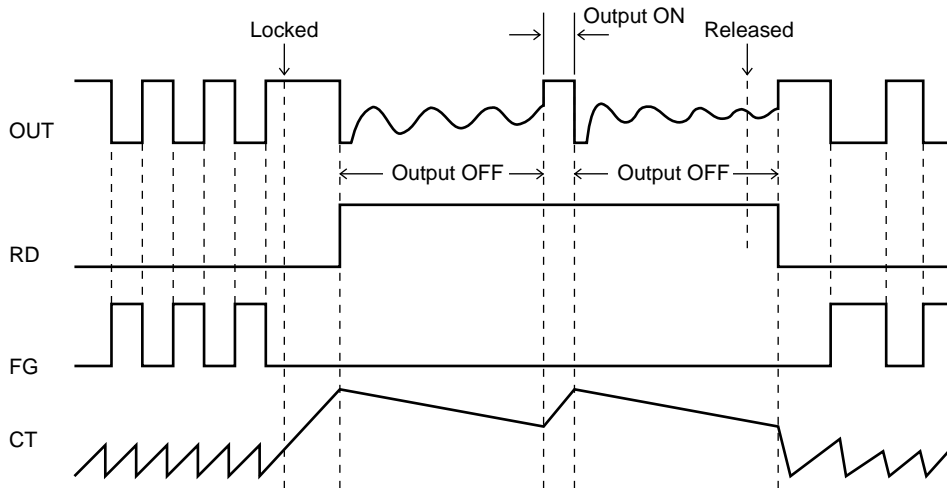 Output ON
Locked
Released
OUT
Output OFF
Output OFF
RD
FG
CT